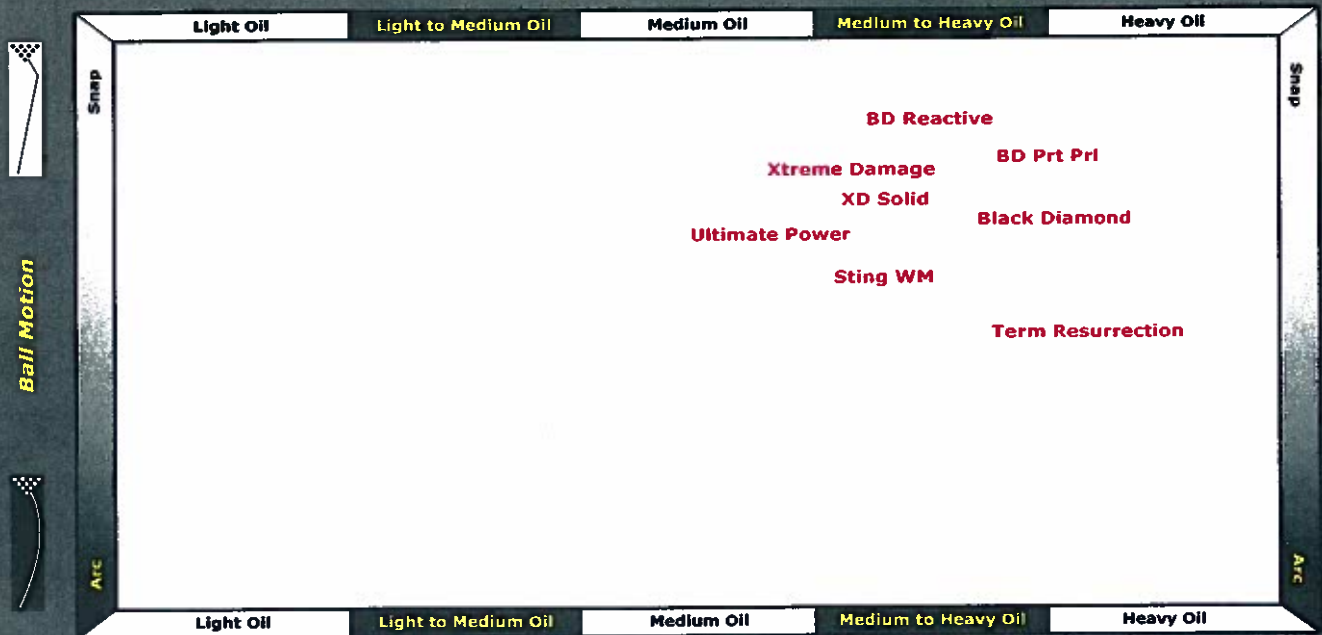 Light Oil
Light to Medium Oil
Medium Oil
Medium to Heavy Oil
Heavy Oil
Snap
Snap
BD Reactive
BD Prt Prl
Xtreme Damage
XD Solid
Black Diamond
Ultimate Power
Sting WM
Ball Motion
Term Resurrection
Arc
Arc
Light Oil
Light to Medium Oil
Medium Oil
Medium to Heavy Oil
Heavy Oil